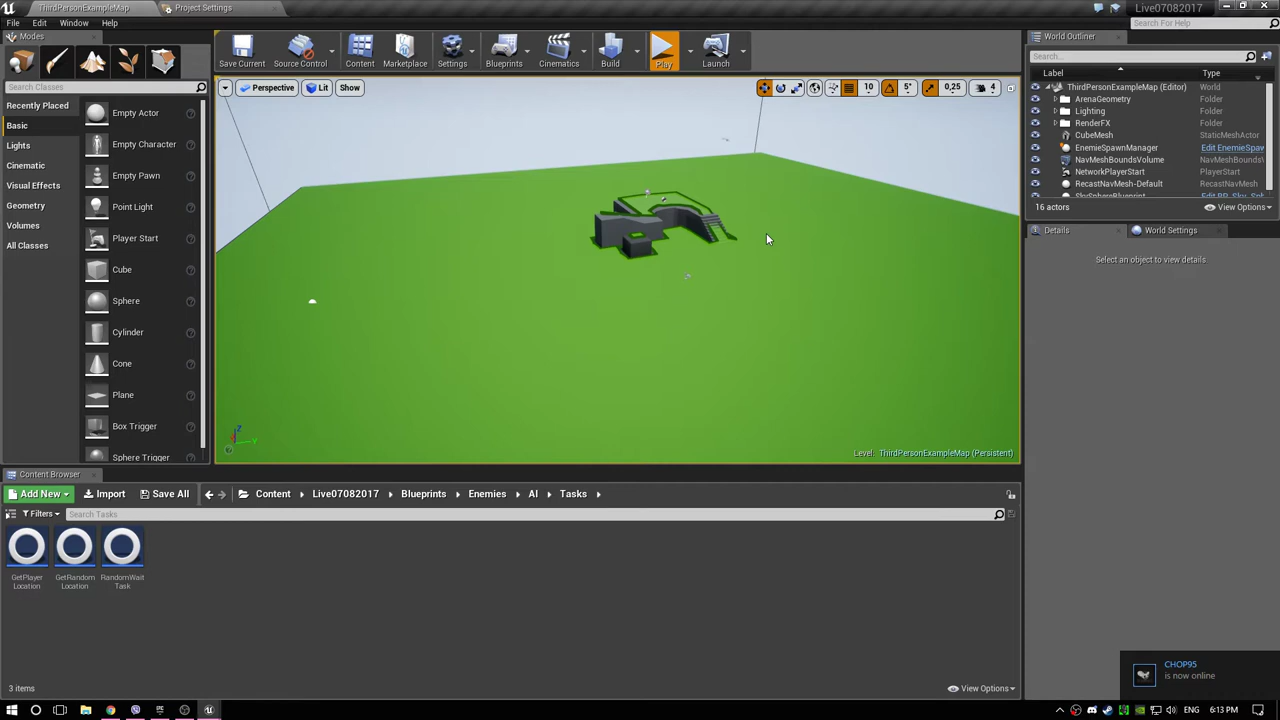 ThirdPersonExampleMap
Project Settings
Live07082017
File Edit Window Help
Search For Help
Modes
World Outliner
Save Current
Source Control
Content
Marketplace
Settings
Blueprints
Cinematics
Build
Play
Launch
Search...
Label
Type
Search Classes
Perspective
Lit
Show
10
5°
0,25
4
ThirdPersonExampleMap (Editor) World
ArenaGeometry Folder
Lighting Folder
RenderFX Folder
CubeMesh StaticMeshActor
EnemieSpawnManager Edit EnemieSpaw
NavMeshBoundsVolume NavMeshBounds
NetworkPlayerStart PlayerStart
RecastNavMesh-Default RecastNavMesh
SkySphereBlueprint Edit BP_Sky_Sph
16 actors
View Options
Recently Placed
Basic
Lights
Cinematic
Visual Effects
Geometry
Volumes
All Classes
Empty Actor
Empty Character
Empty Pawn
Point Light
Player Start
Cube
Sphere
Cylinder
Cone
Plane
Box Trigger
Sphere Trigger
Details
World Settings
Select an object to view details
Z
Y
Level: ThirdPersonExampleMap (Persistent)
Content Browser
Add New
Import
Save All
Content
Live07082017
Blueprints
Enemies
AI
Tasks
Filters
Search Tasks
GetPlayer
Location
GetRandom
Location
RandomWait
Task
3 items
View Options
CHOP95
is now online
ENG
6:13 PM